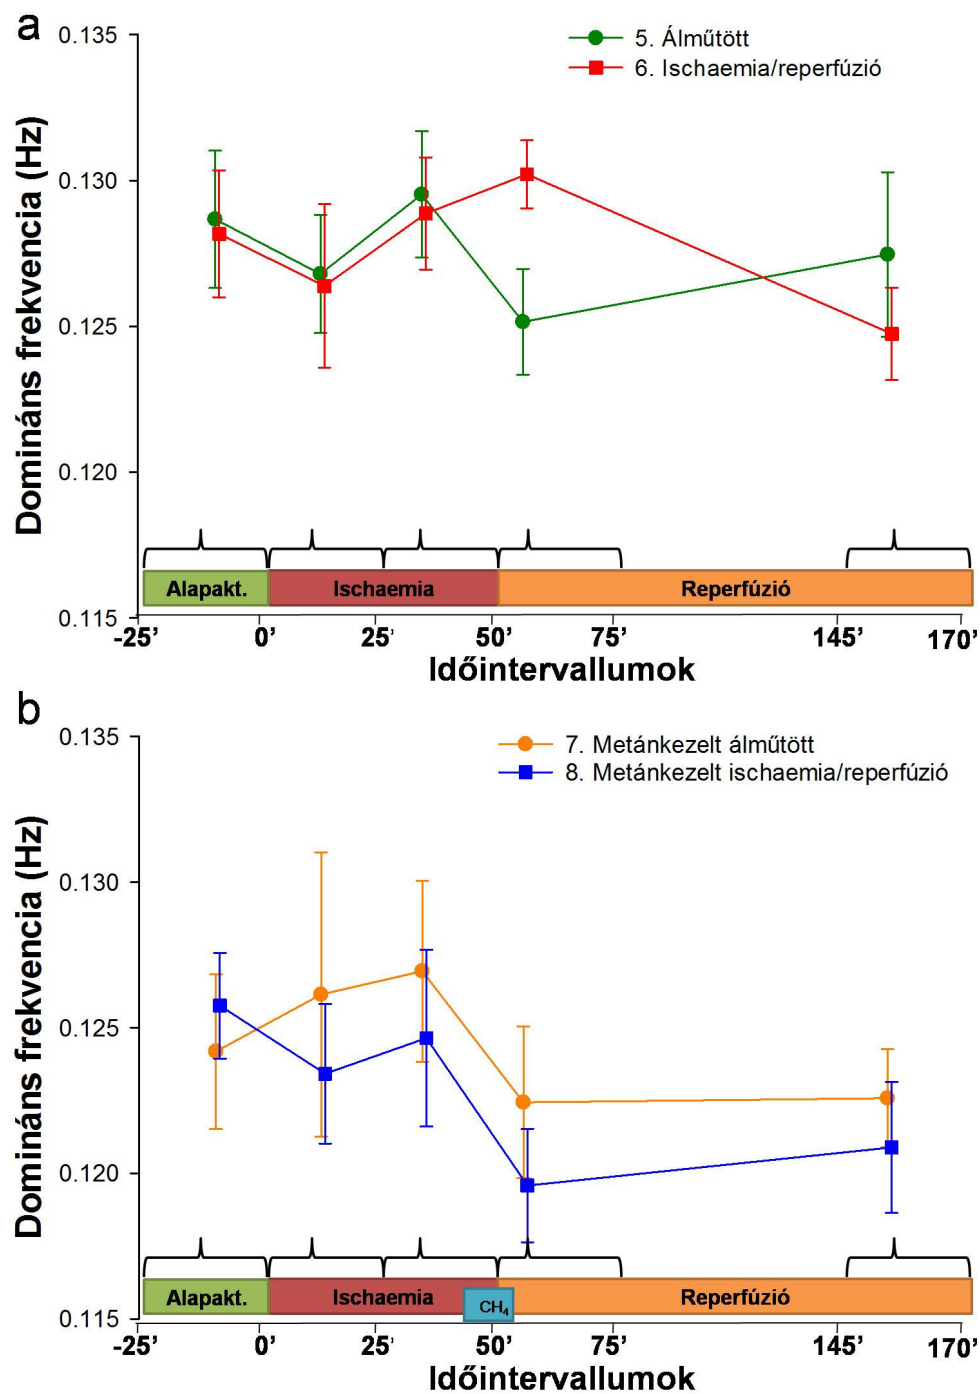 a
5. Álműtött
6. Ischaemia/reperfúzió
Domináns frekvencia (Hz)
0.135
0.130
0.125
0.120
0.115
Alapakt.
Ischaemia
Reperfúzió
-25' 0' 25' 50' 75' 145' 170'
Időintervallumok
b
7. Metánkezelt álműtött
8. Metánkezelt ischaemia/reperfúzió
Domináns frekvencia (Hz)
0.135
0.130
0.125
0.120
0.115
Alapakt.
Ischaemia
CH₄
Reperfúzió
-25' 0' 25' 50' 75' 145' 170'
Időintervallumok